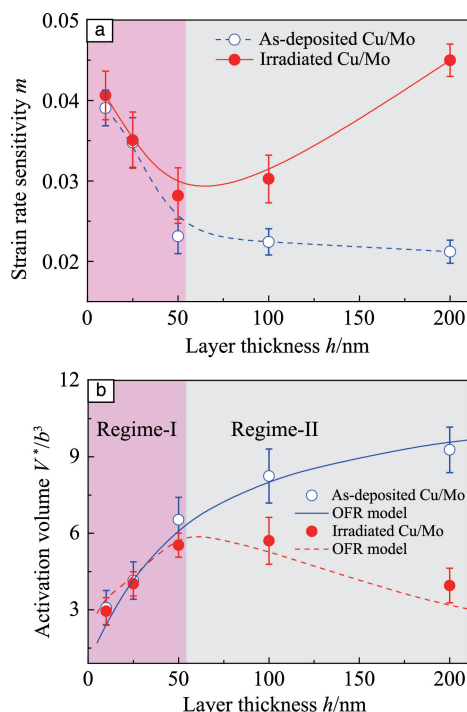 a
As-deposited Cu/Mo
Irradiated Cu/Mo
Strain rate sensitivity m
0.05
0.04
0.03
0.02
0 50 100 150 200
Layer thickness h/nm
b
Regime-I Regime-II
As-deposited Cu/Mo
OFR model
Irradiated Cu/Mo
OFR model
Activation volume V*/b³
12
9
6
3
0 50 100 150 200
Layer thickness h/nm